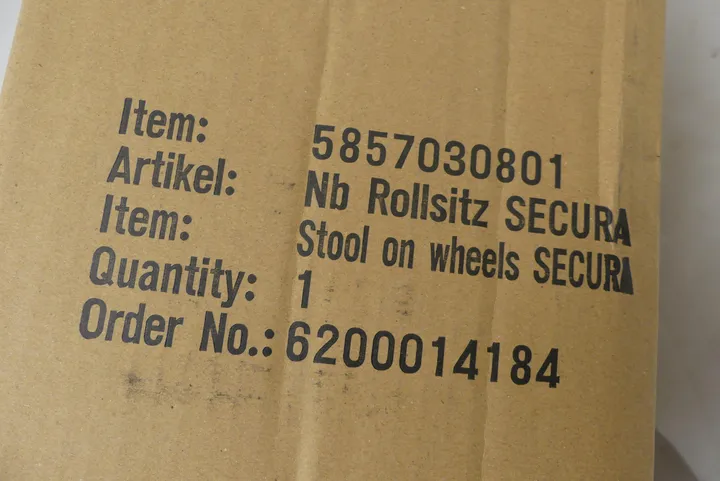 Item: 5857030801
Artikel: Nb Rollsitz SECURA
Item: Stool on wheels SECURA
Quantity: 1
Order No.: 6200014184